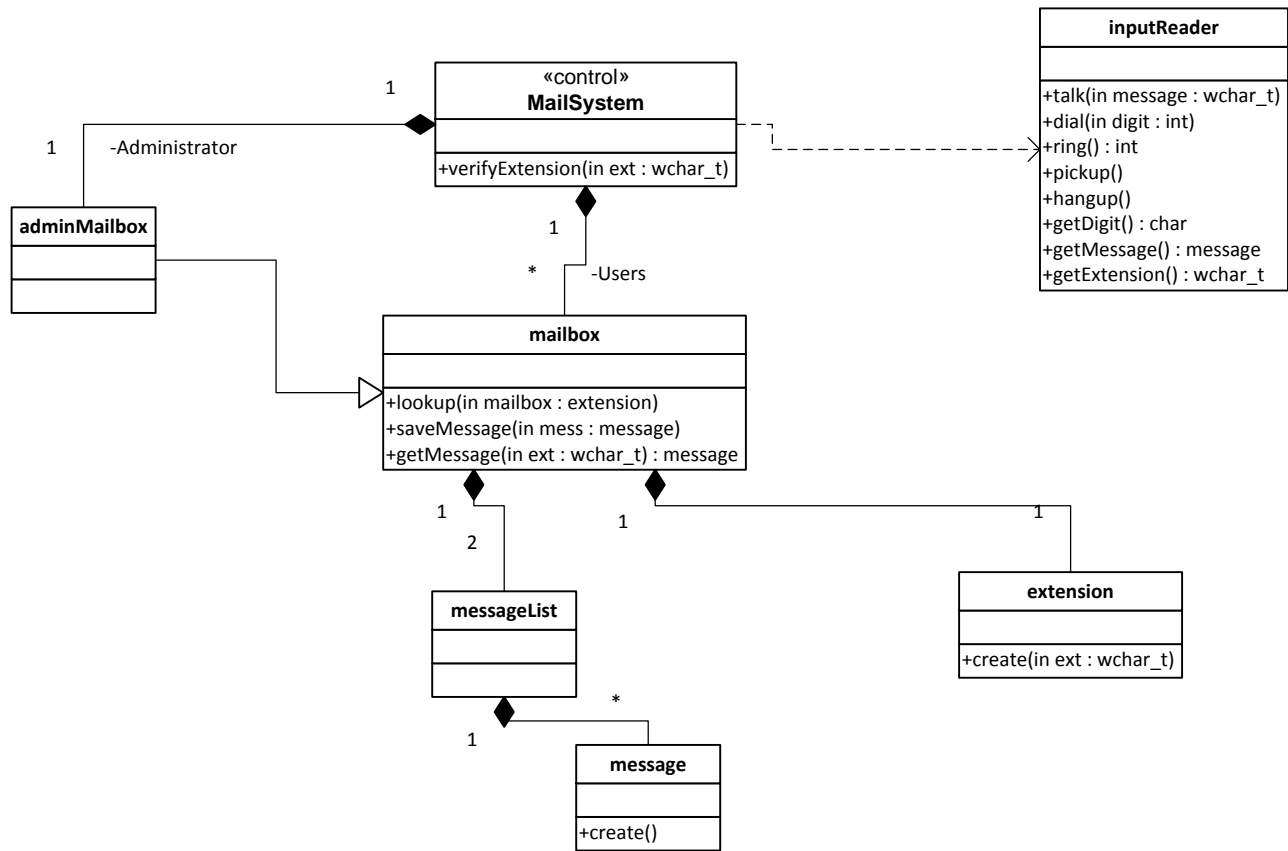 inputReader
+talk(in message : wchar_t)
+dial(in digit : int)
+ring() : int
+pickup()
+hangup()
+getDigit() : char
+getMessage() : message
+getExtension() : wchar_t
«control»
MailSystem
+verifyExtension(in ext : wchar_t)
1
1
-Administrator
adminMailbox
1
*
-Users
mailbox
+lookup(in mailbox : extension)
+saveMessage(in mess : message)
+getMessage(in ext : wchar_t) : message
1
2
1
1
messageList
extension
+create(in ext : wchar_t)
1
*
message
+create()